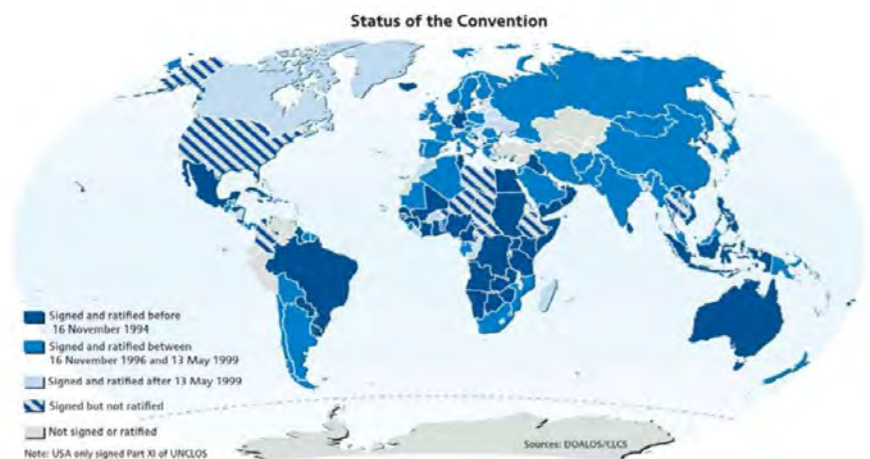 Status of the Convention
Signed and ratified before
16 November 1994
Signed and ratified between
16 November 1996 and 13 May 1999
Signed and ratified after 13 May 1999
Signed but not ratified
Not signed or ratified
Note: USA only signed Part XI of UNCLOS
Sources: DOALOS/CLCS